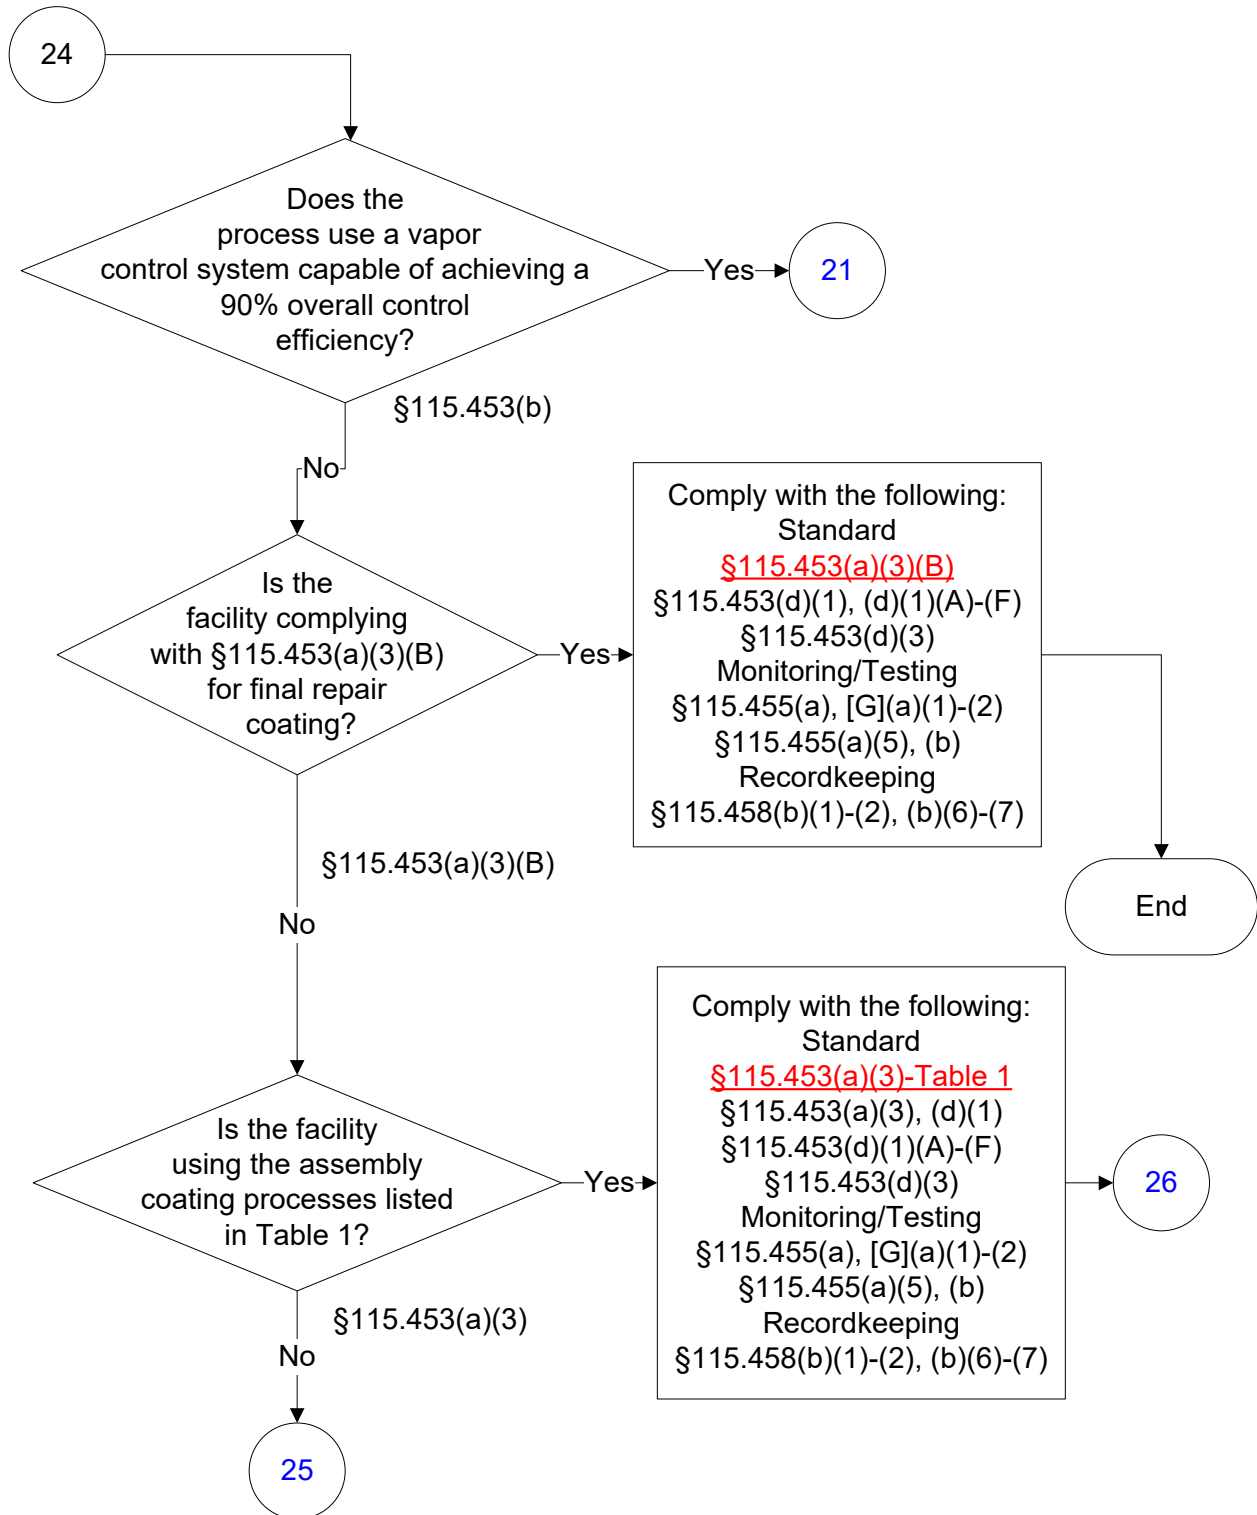 24
Does the
process use a vapor
control system capable of achieving a
90% overall control
efficiency?
Yes
21
§115.453(b)
No
Is the
facility complying
with §115.453(a)(3)(B)
for final repair
coating?
Yes
Comply with the following:
Standard
§115.453(a)(3)(B)
§115.453(d)(1), (d)(1)(A)-(F)
§115.453(d)(3)
Monitoring/Testing
§115.455(a), [G](a)(1)-(2)
§115.455(a)(5), (b)
Recordkeeping
§115.458(b)(1)-(2), (b)(6)-(7)
End
§115.453(a)(3)(B)
No
Is the facility
using the assembly
coating processes listed
in Table 1?
Yes
Comply with the following:
Standard
§115.453(a)(3)-Table 1
§115.453(a)(3), (d)(1)
§115.453(d)(1)(A)-(F)
§115.453(d)(3)
Monitoring/Testing
§115.455(a), [G](a)(1)-(2)
§115.455(a)(5), (b)
Recordkeeping
§115.458(b)(1)-(2), (b)(6)-(7)
26
§115.453(a)(3)
No
25